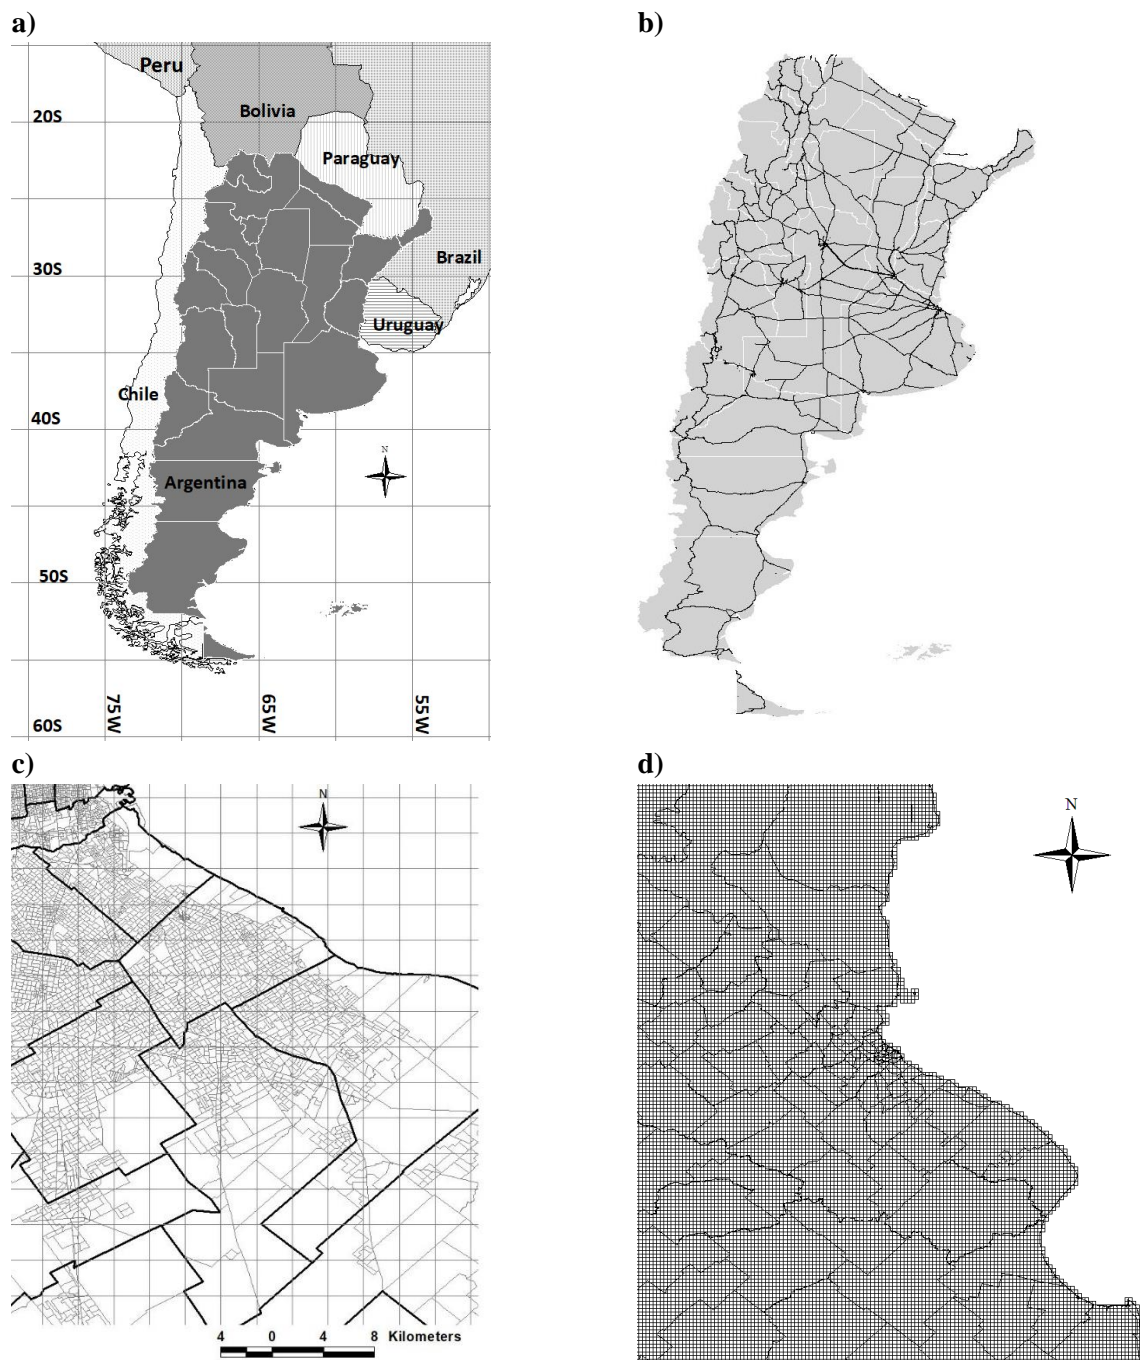 a)
b)
Peru
Bolivia
20S
Paraguay
Brazil
30S
Uruguay
Chile
40S
N
Argentina
50S
75W
65W
55W
60S
c)
d)
N
N
4 0 4 8 Kilometers